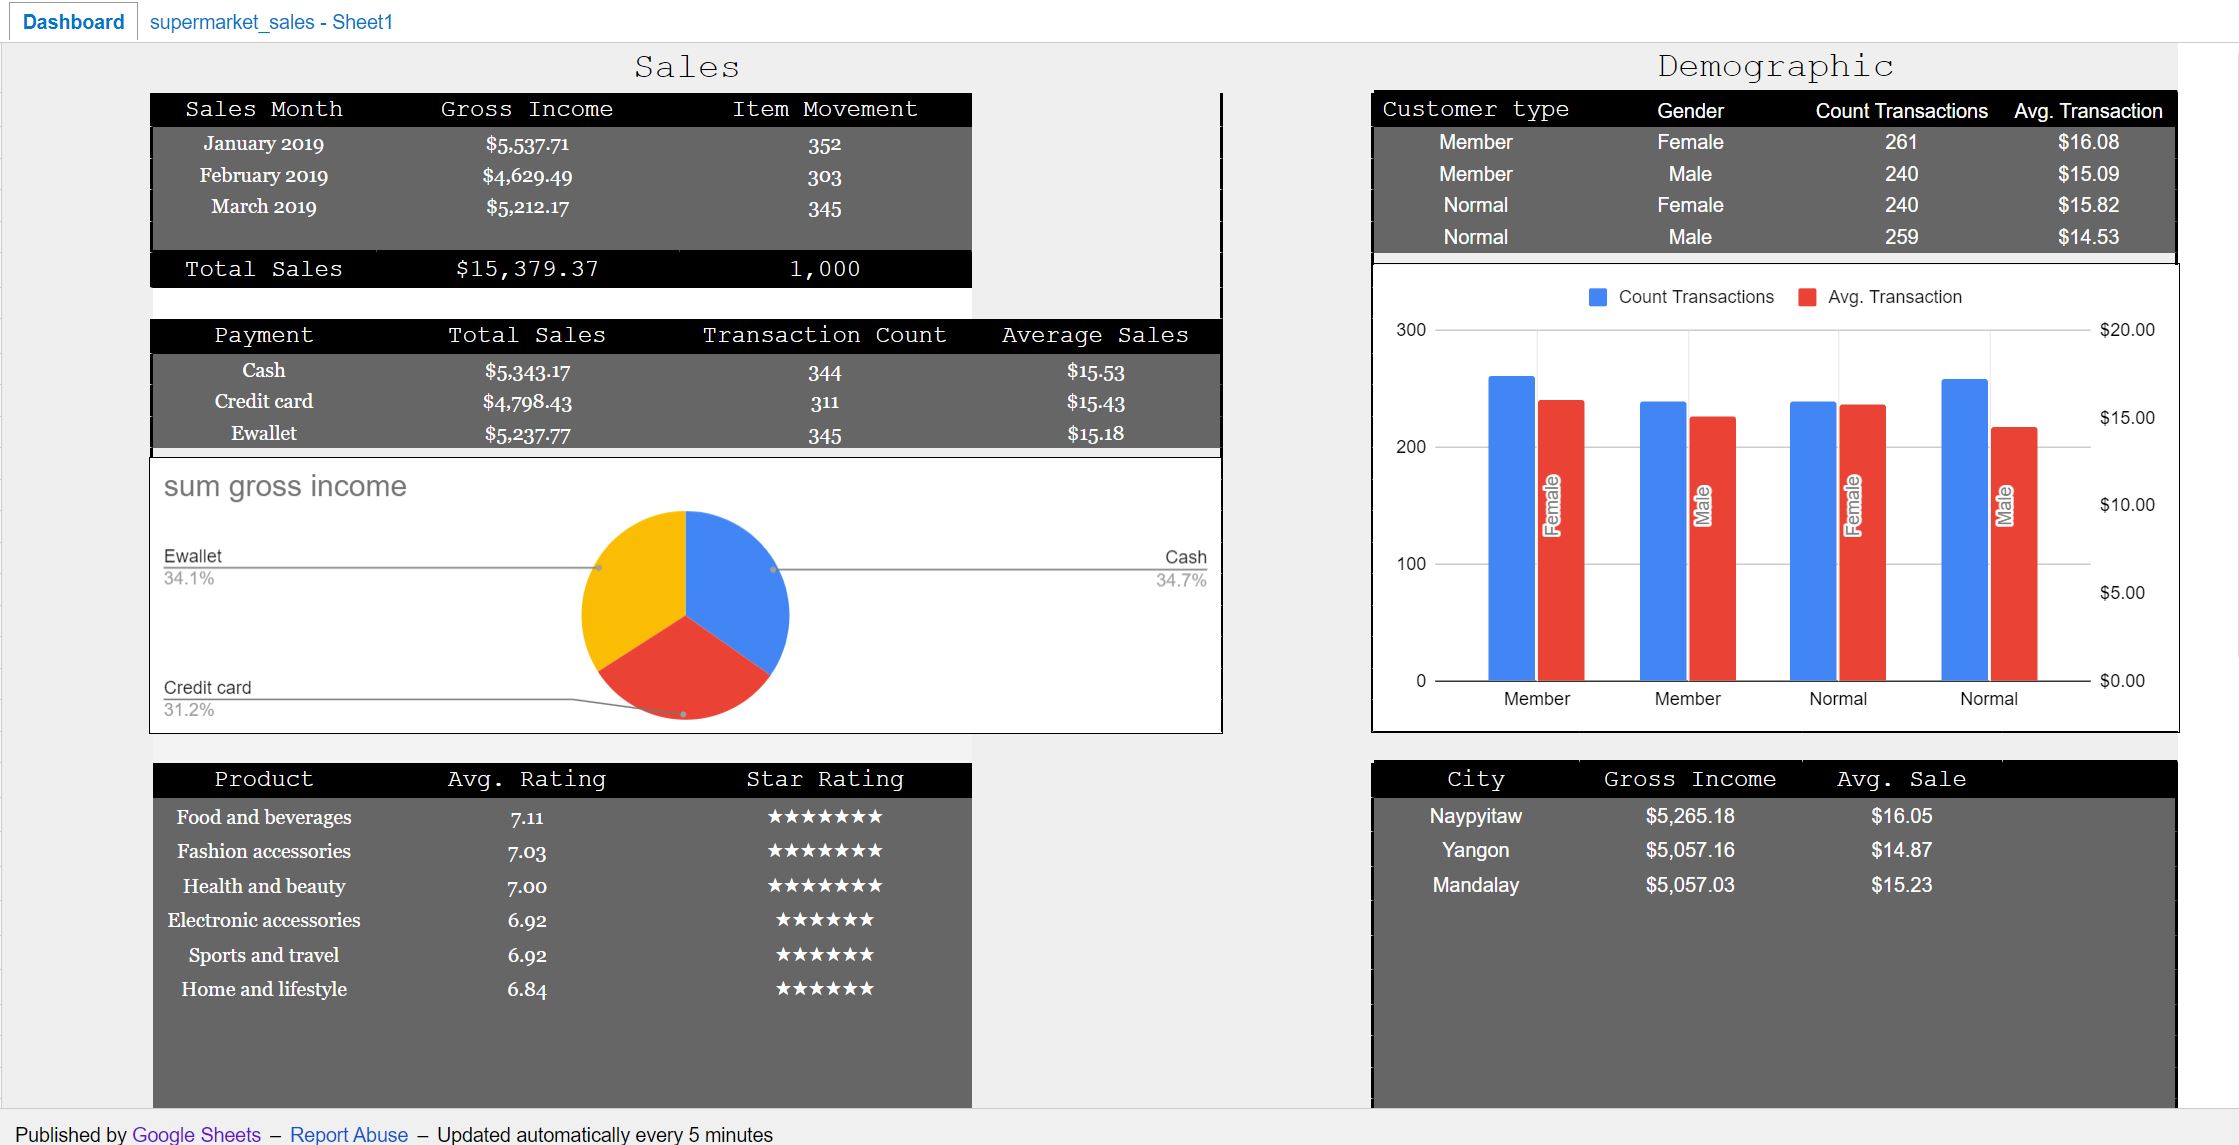 Dashboard supermarket_sales - Sheet1
Sales
Sales Month Gross Income Item Movement
January 2019 $5,537.71 352
February 2019 $4,629.49 303
March 2019 $5,212.17 345
Total Sales $15,379.37 1,000
Payment Total Sales Transaction Count Average Sales
Cash $5,343.17 344 $15.53
Credit card $4,798.43 311 $15.43
Ewallet $5,237.77 345 $15.18
sum gross income
Ewallet
34.1%
Cash
34.7%
Credit card
31.2%
Product Avg. Rating Star Rating
Food and beverages 7.11 ★★★★★★★
Fashion accessories 7.03 ★★★★★★★
Health and beauty 7.00 ★★★★★★★
Electronic accessories 6.92 ★★★★★★
Sports and travel 6.92 ★★★★★★
Home and lifestyle 6.84 ★★★★★★
Demographic
Customer type Gender Count Transactions Avg. Transaction
Member Female 261 $16.08
Member Male 240 $15.09
Normal Female 240 $15.82
Normal Male 259 $14.53
Count Transactions Avg. Transaction
300 $20.00
$15.00
200
$10.00
100
$5.00
0 $0.00
Female Male Female Male
Member Member Normal Normal
City Gross Income Avg. Sale
Naypyitaw $5,265.18 $16.05
Yangon $5,057.16 $14.87
Mandalay $5,057.03 $15.23
Published by Google Sheets – Report Abuse – Updated automatically every 5 minutes